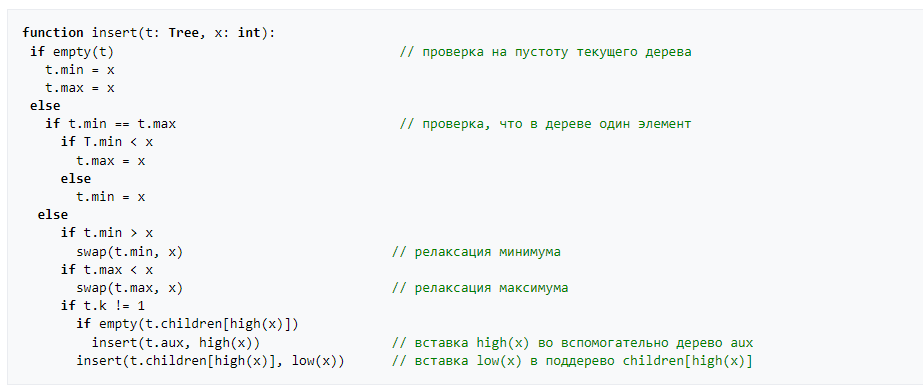 function insert(t: Tree, x: int):
if empty(t) // проверка на пустоту текущего дерева
t.min = x
t.max = x
else
if t.min == t.max // проверка, что в дереве один элемент
if T.min < x
t.max = x
else
t.min = x
else
if t.min > x
swap(t.min, x) // релаксация минимума
if t.max < x
swap(t.max, x) // релаксация максимума
if t.k != 1
if empty(t.children[high(x)])
insert(t.aux, high(x)) // вставка high(x) во вспомогательно дерево aux
insert(t.children[high(x)], low(x)) // вставка low(x) в поддерево children[high(x)]